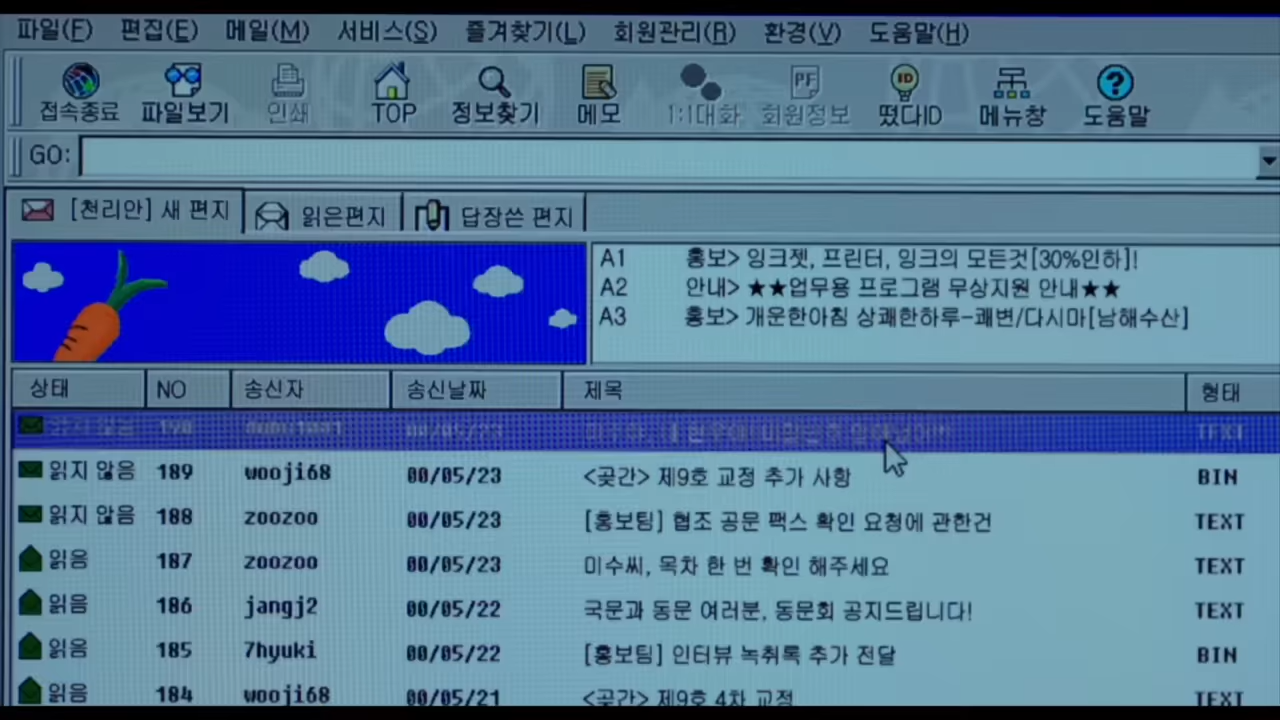 파일(F) 편집(E) 메일(M) 서비스(S) 즐겨찾기(L) 회원관리(R) 환경(V) 도움말(H)
접속종료 파일보기 인쇄 TOP 정보찾기 메모 1:1대화 회원정보 떴다ID 메뉴창 도움말
PF ID
GO:
[천리안] 새 편지 읽은편지 답장쓴 편지
A1 홍보> 잉크젯, 프린터, 잉크의 모든것[30%인하]!
A2 안내> ★★업무용 프로그램 무상지원 안내★★
A3 홍보> 개운한아침 상쾌한하루-쾌변/다시마[남해수산]
상태 NO 송신자 송신날짜 제목 형태
읽지 않음 190 00/05/23 TEXT
읽지 않음 189 wooji68 00/05/23 <곶간> 제9호 교정 추가 사항 BIN
읽지 않음 188 zoozoo 00/05/23 [홍보팀] 협조 공문 팩스 확인 요청에 관한건 TEXT
읽음 187 zoozoo 00/05/23 미수씨, 목차 한 번 확인 해주세요 TEXT
읽음 186 jangj2 00/05/22 국문과 동문 여러분, 동문회 공지드립니다! TEXT
읽음 185 7hyuki 00/05/22 [홍보팀] 인터뷰 녹취록 추가 전달 BIN
읽음 184 wooji68 00/05/21 <곶간> 제9호 4차 교정 TEXT